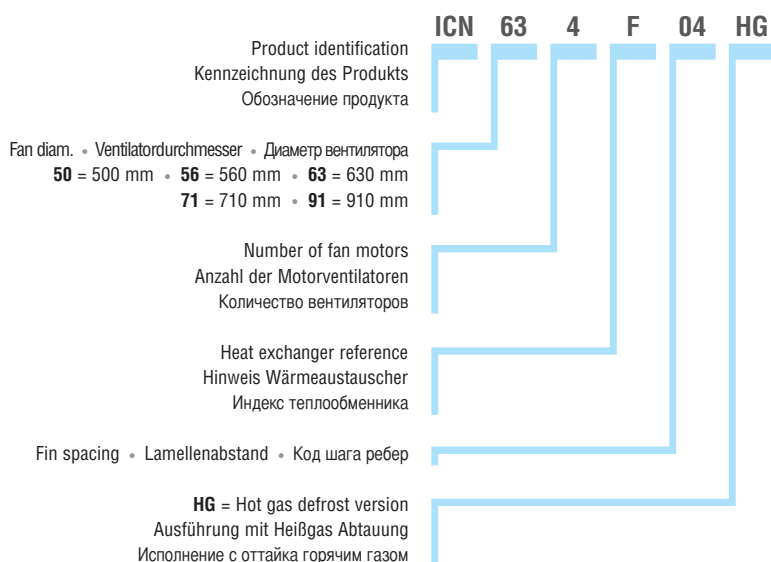 ICN 63 4 F 04 HG
Product identification
Kennzeichnung des Produkts
Обозначение продукта
Fan diam. • Ventilatordurchmesser • Диаметр вентилятора
50 = 500 mm • 56 = 560 mm • 63 = 630 mm
71 = 710 mm • 91 = 910 mm
Number of fan motors
Anzahl der Motorventilatoren
Количество вентиляторов
Heat exchanger reference
Hinweis Wärmeaustauscher
Индекс теплообменника
Fin spacing • Lamellenabstand • Код шага ребер
HG = Hot gas defrost version
Ausführung mit Heißgas Abtauung
Исполнение с оттайка горячим газом